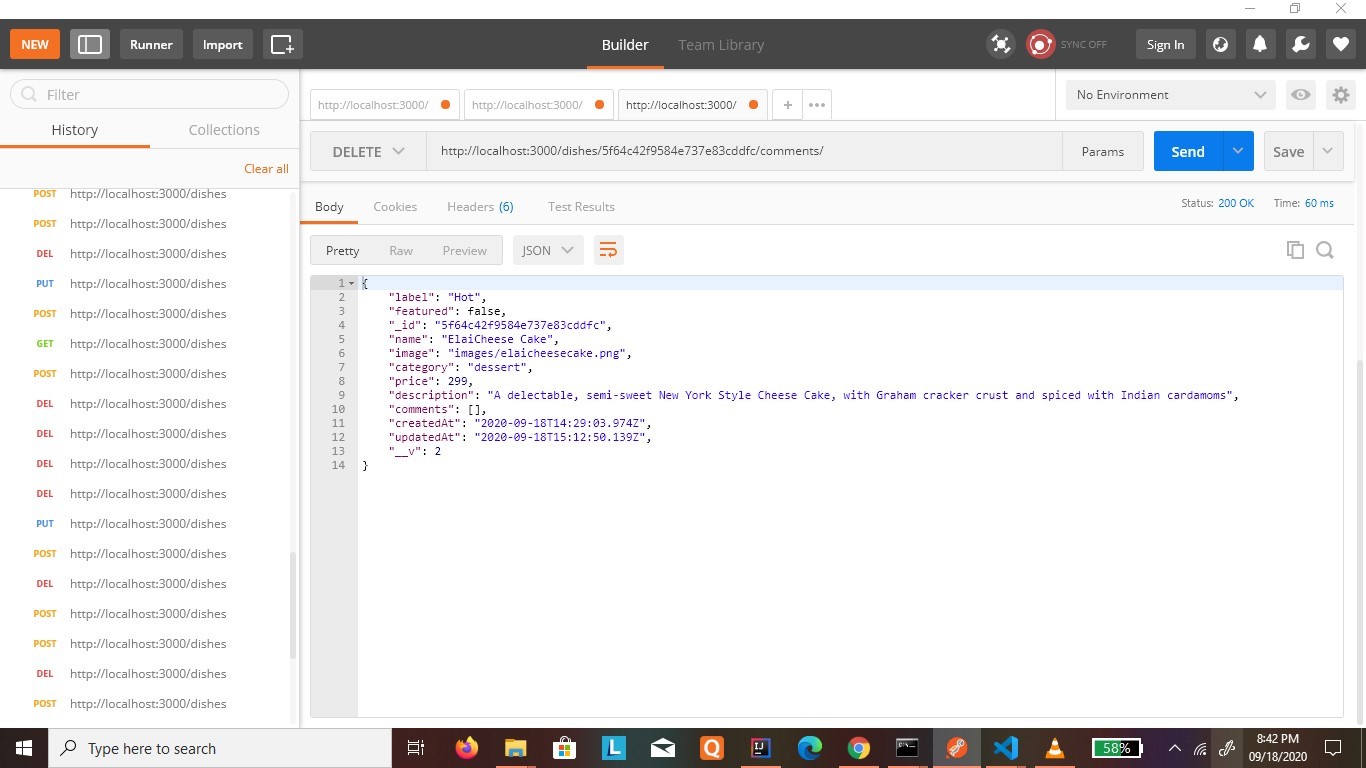 NEW Runner Import Builder Team Library SYNC OFF Sign In
Filter
History Collections
Clear all
POST http://localhost:3000/dishes
POST http://localhost:3000/dishes
DEL http://localhost:3000/dishes
PUT http://localhost:3000/dishes
POST http://localhost:3000/dishes
GET http://localhost:3000/dishes
POST http://localhost:3000/dishes
DEL http://localhost:3000/dishes
DEL http://localhost:3000/dishes
DEL http://localhost:3000/dishes
DEL http://localhost:3000/dishes
PUT http://localhost:3000/dishes
POST http://localhost:3000/dishes
DEL http://localhost:3000/dishes
POST http://localhost:3000/dishes
POST http://localhost:3000/dishes
DEL http://localhost:3000/dishes
POST http://localhost:3000/dishes
http://localhost:3000/ http://localhost:3000/ http://localhost:3000/ + ••• No Environment
DELETE http://localhost:3000/dishes/5f64c42f9584e737e83cddfc/comments/ Params Send Save
Body Cookies Headers (6) Test Results Status: 200 OK Time: 60 ms
Pretty Raw Preview JSON
1 {
2 "label": "Hot",
3 "featured": false,
4 "_id": "5f64c42f9584e737e83cddfc",
5 "name": "ElaiCheese Cake",
6 "image": "images/elaicheesecake.png",
7 "category": "dessert",
8 "price": 299,
9 "description": "A delectable, semi-sweet New York Style Cheese Cake, with Graham cracker crust and spiced with Indian cardamoms",
10 "comments": [],
11 "createdAt": "2020-09-18T14:29:03.974Z",
12 "updatedAt": "2020-09-18T15:12:50.139Z",
13 "__v": 2
14 }
Type here to search L Q IJ 58% 8:42 PM
09/18/2020